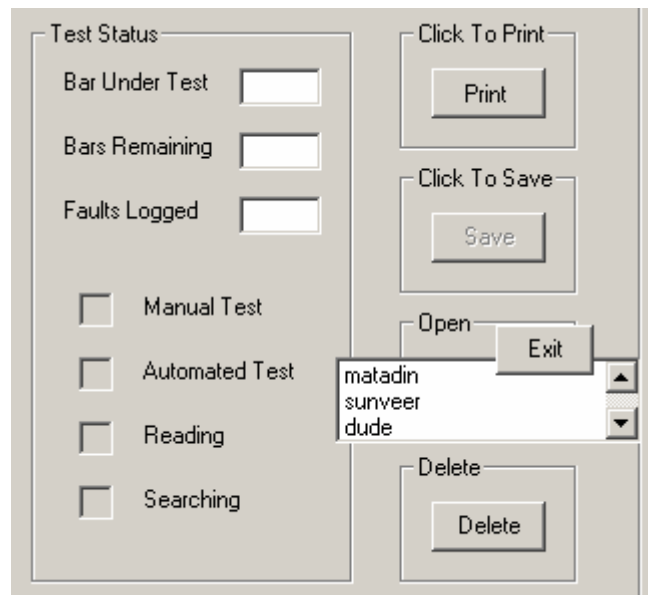 Test Status
Bar Under Test
Bars Remaining
Faults Logged
Manual Test
Automated Test
Reading
Searching
Click To Print
Print
Click To Save
Save
Open
Exit
matadin
sunveer
dude
Delete
Delete